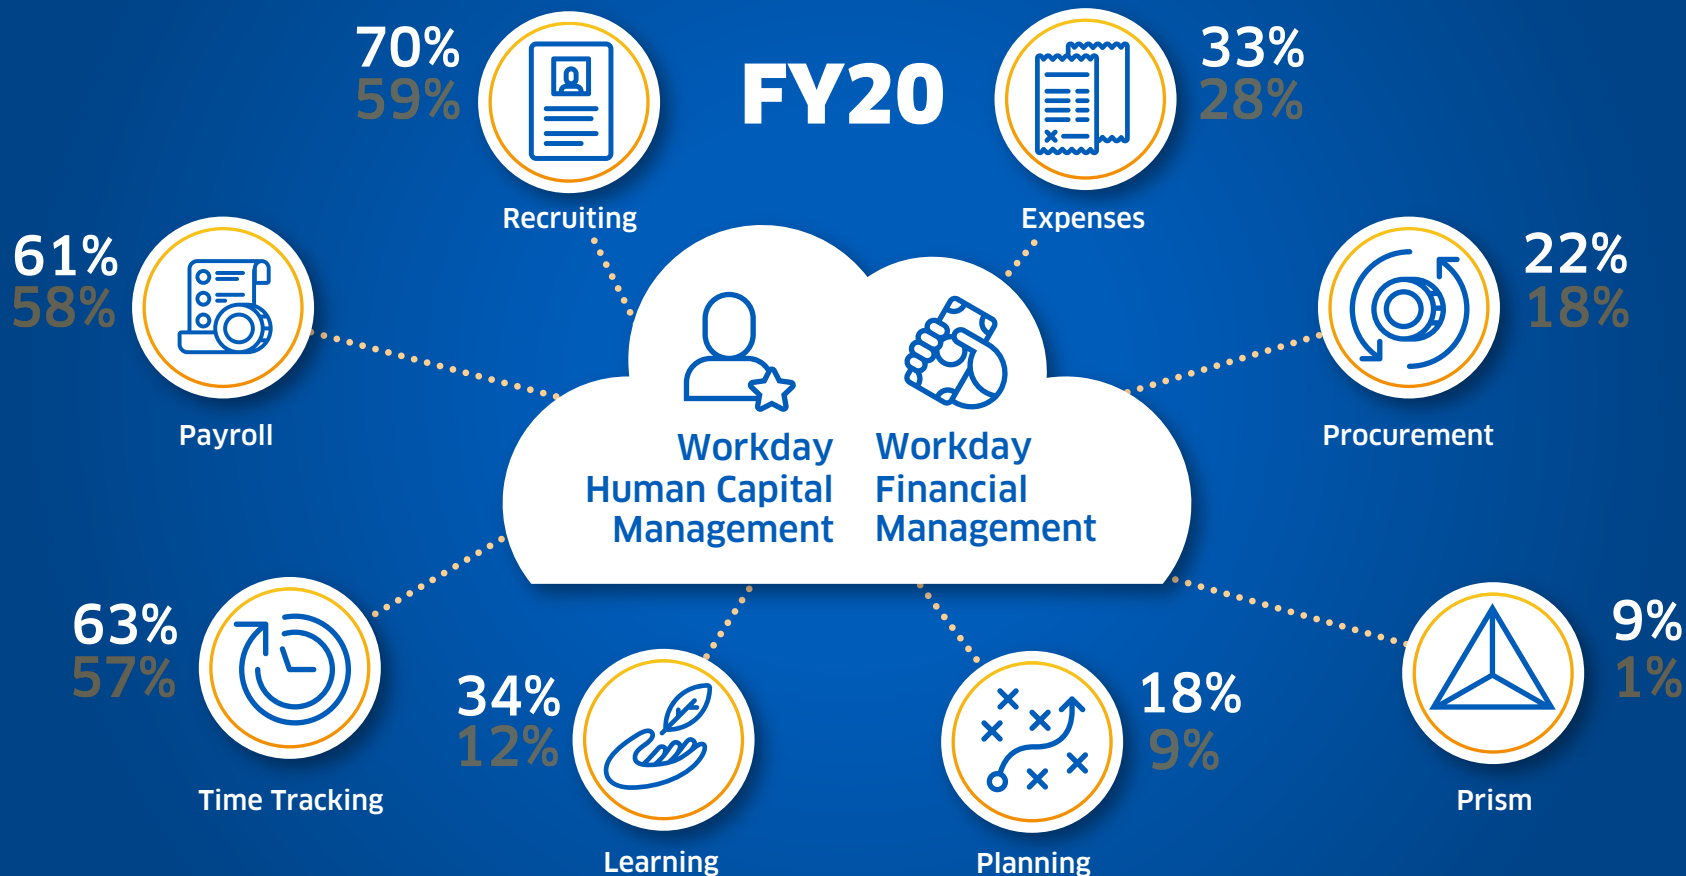 FY20
70%
59%
Recruiting
33%
28%
Expenses
61%
58%
Payroll
22%
18%
Procurement
Workday
Human Capital
Management
Workday
Financial
Management
63%
57%
Time Tracking
34%
12%
Learning
18%
9%
Planning
9%
1%
Prism